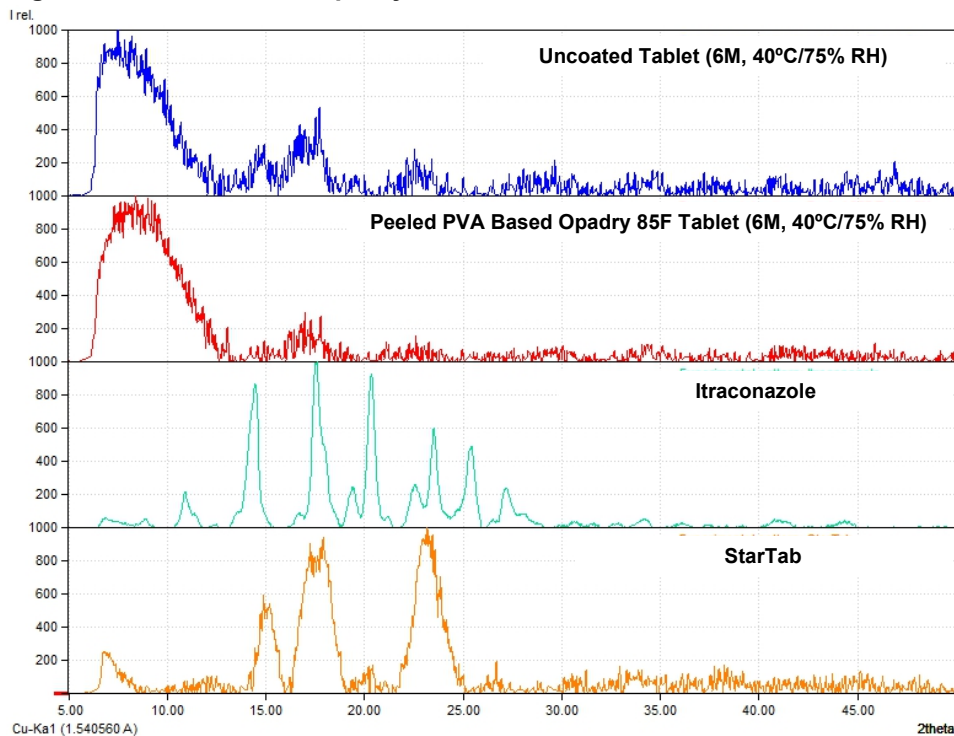 I rel.
1000
800
600
400
200
Uncoated Tablet (6M, 40ºC/75% RH)
1000
800
600
400
200
Peeled PVA Based Opadry 85F Tablet (6M, 40ºC/75% RH)
1000
800
600
400
200
Itraconazole
1000
800
600
400
200
StarTab
5.00 10.00 15.00 20.00 25.00 30.00 35.00 40.00 45.00
Cu-Ka1 (1.540560 A) 2theta